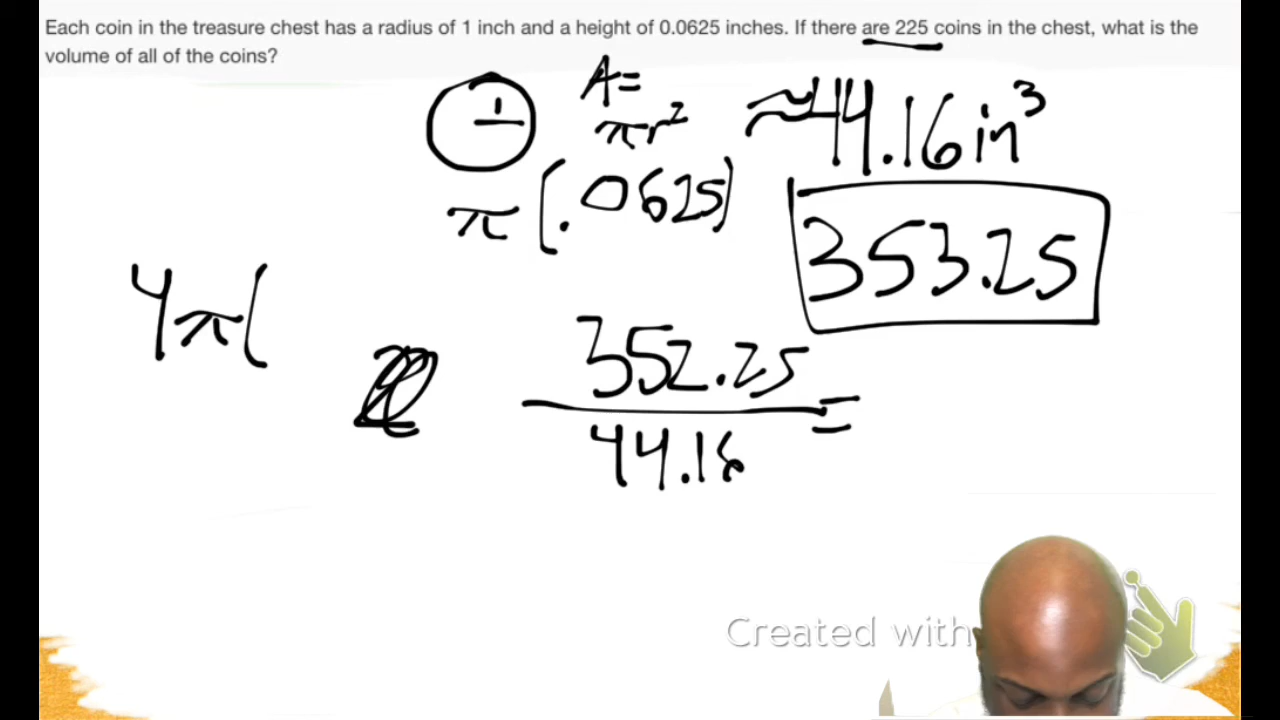 Each coin in the treasure chest has a radius of 1 inch and a height of 0.0625 inches. If there are 225 coins in the chest, what is the
volume of all of the coins?
1
A=
πr²
≈44.16in³
π(.0625)
353.25
4π(
352.25
=
44.16
Created with